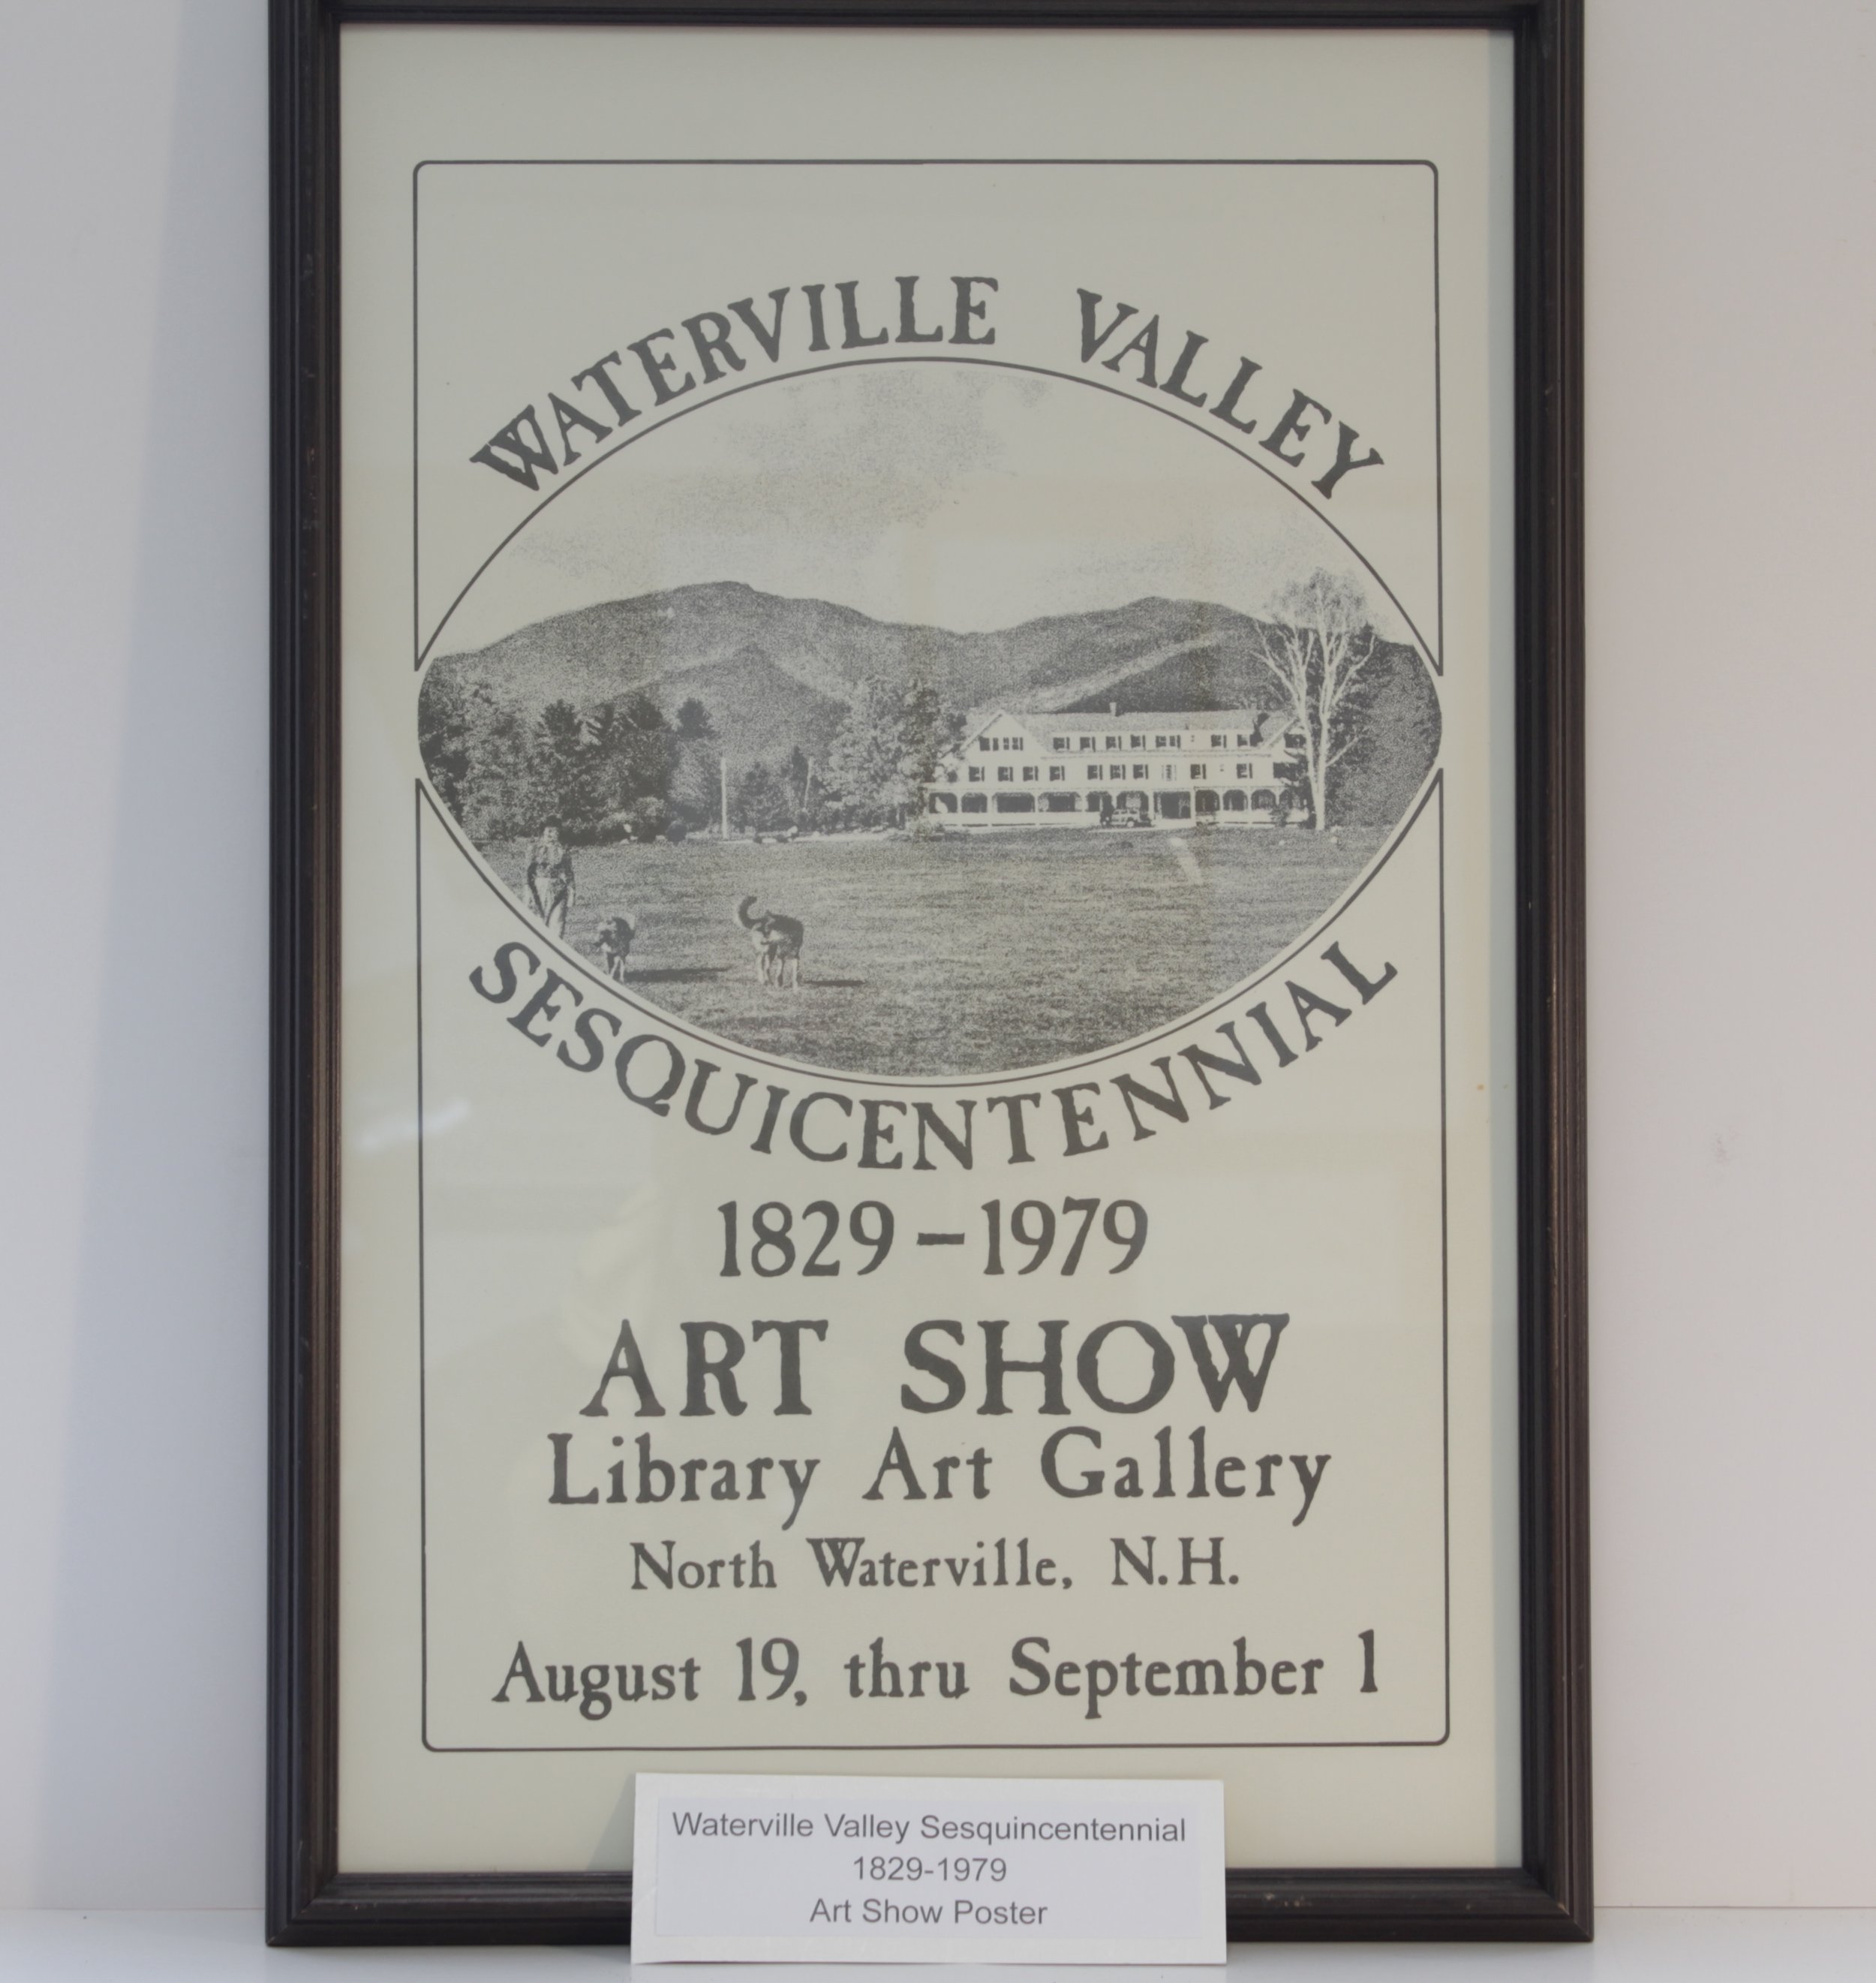 WATERVILLE VALLEY
SESQUICENTENNIAL
1829-1979
ART SHOW
Library Art Gallery
North Waterville, N.H.
August 19, thru September 1
Waterville Valley Sesquincentennial
1829-1979
Art Show Poster